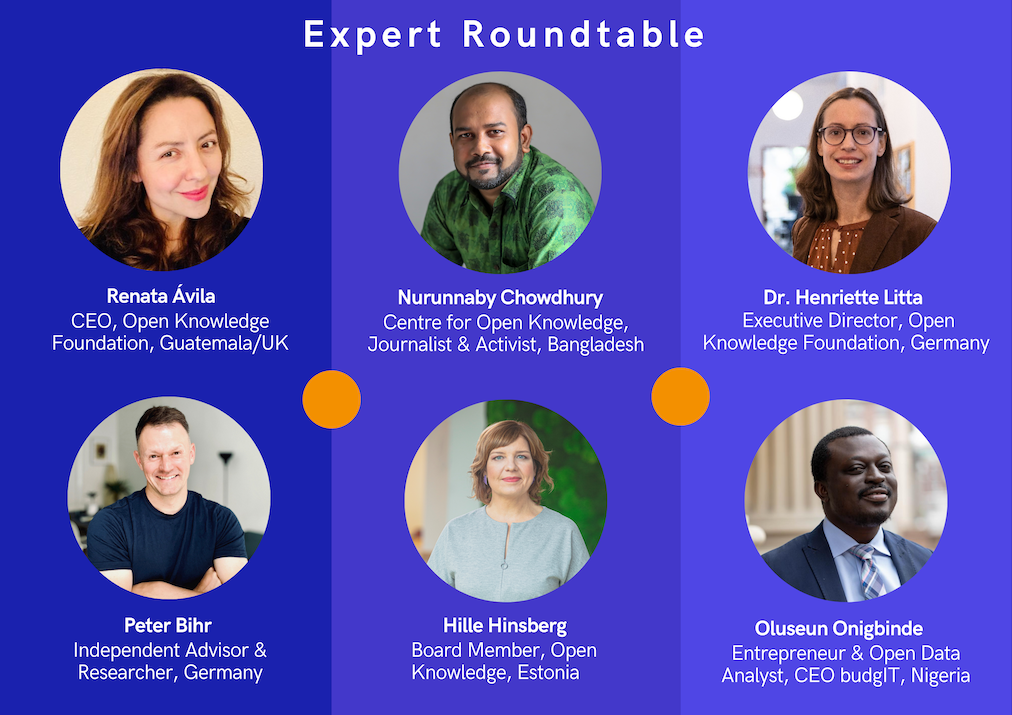 Expert Roundtable
Renata Ávila
CEO, Open Knowledge
Foundation, Guatemala/UK
Nurunnaby Chowdhury
Centre for Open Knowledge,
Journalist & Activist, Bangladesh
Dr. Henriette Litta
Executive Director, Open
Knowledge Foundation, Germany
Peter Bihr
Independent Advisor &
Researcher, Germany
Hille Hinsberg
Board Member, Open
Knowledge, Estonia
Oluseun Onigbinde
Entrepreneur & Open Data
Analyst, CEO budgIT, Nigeria